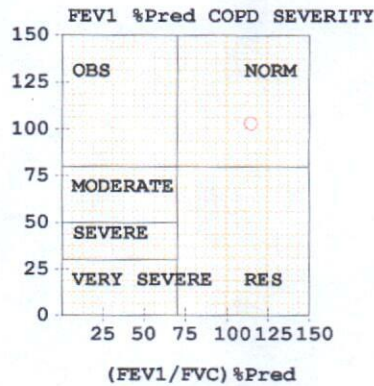 FEV1 %Pred COPD SEVERITY
150
125
100
75
50
25
0
OBS
NORM
MODERATE
SEVERE
VERY SEVERE
RES
25 50 75 100 125 150
(FEV1/FVC)%Pred